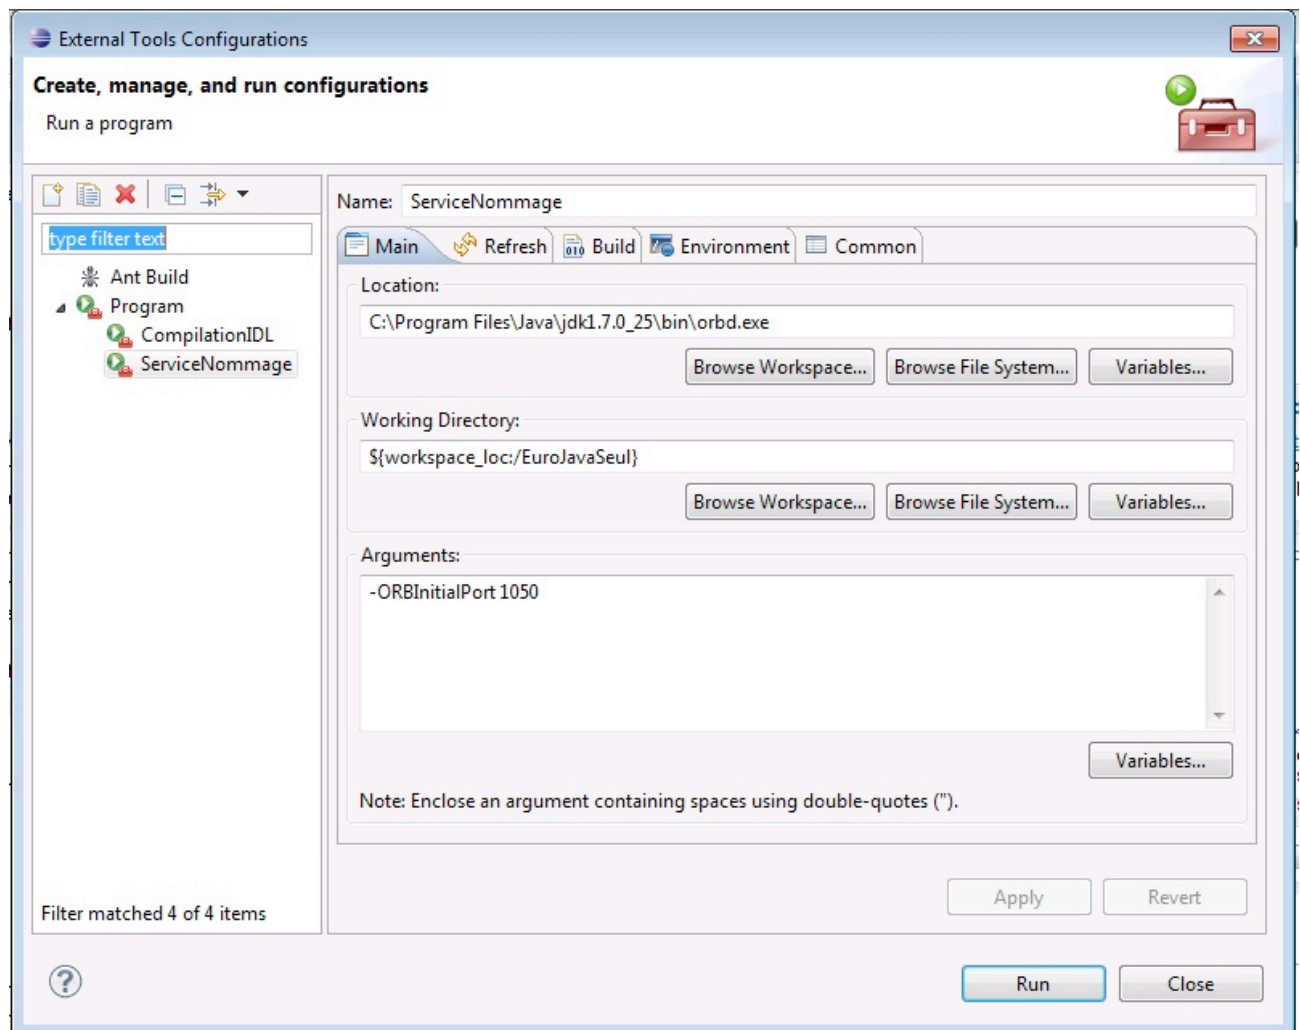 External Tools Configurations
Create, manage, and run configurations
Run a program
type filter text
Ant Build
Program
CompilationIDL
ServiceNommage
Filter matched 4 of 4 items
Name: ServiceNommage
Main Refresh Build Environment Common
Location:
C:\Program Files\Java\jdk1.7.0_25\bin\orbd.exe
Browse Workspace... Browse File System... Variables...
Working Directory:
${workspace_loc:/EuroJavaSeul}
Browse Workspace... Browse File System... Variables...
Arguments:
-ORBInitialPort 1050
Variables...
Note: Enclose an argument containing spaces using double-quotes (").
Apply Revert
Run Close